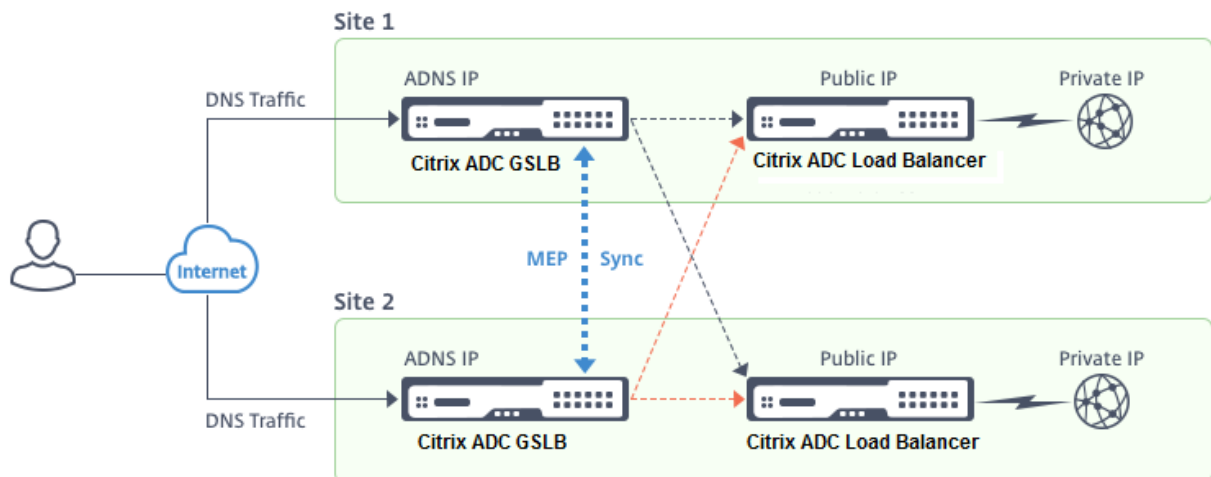 Site 1
ADNS IP
Public IP
Private IP
DNS Traffic
Citrix ADC GSLB
Citrix ADC Load Balancer
Internet
MEP
Sync
Site 2
ADNS IP
Public IP
Private IP
DNS Traffic
Citrix ADC GSLB
Citrix ADC Load Balancer